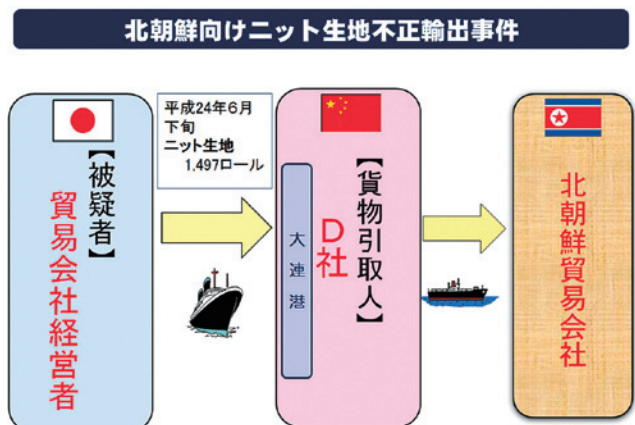 北朝鮮向けニット生地不正輸出事件
【被疑者】
貿易会社経営者
平成24年6月
下旬
ニット生地
1,497ロール
大連港
【貨物引取人】
D社
北朝鮮貿易会社